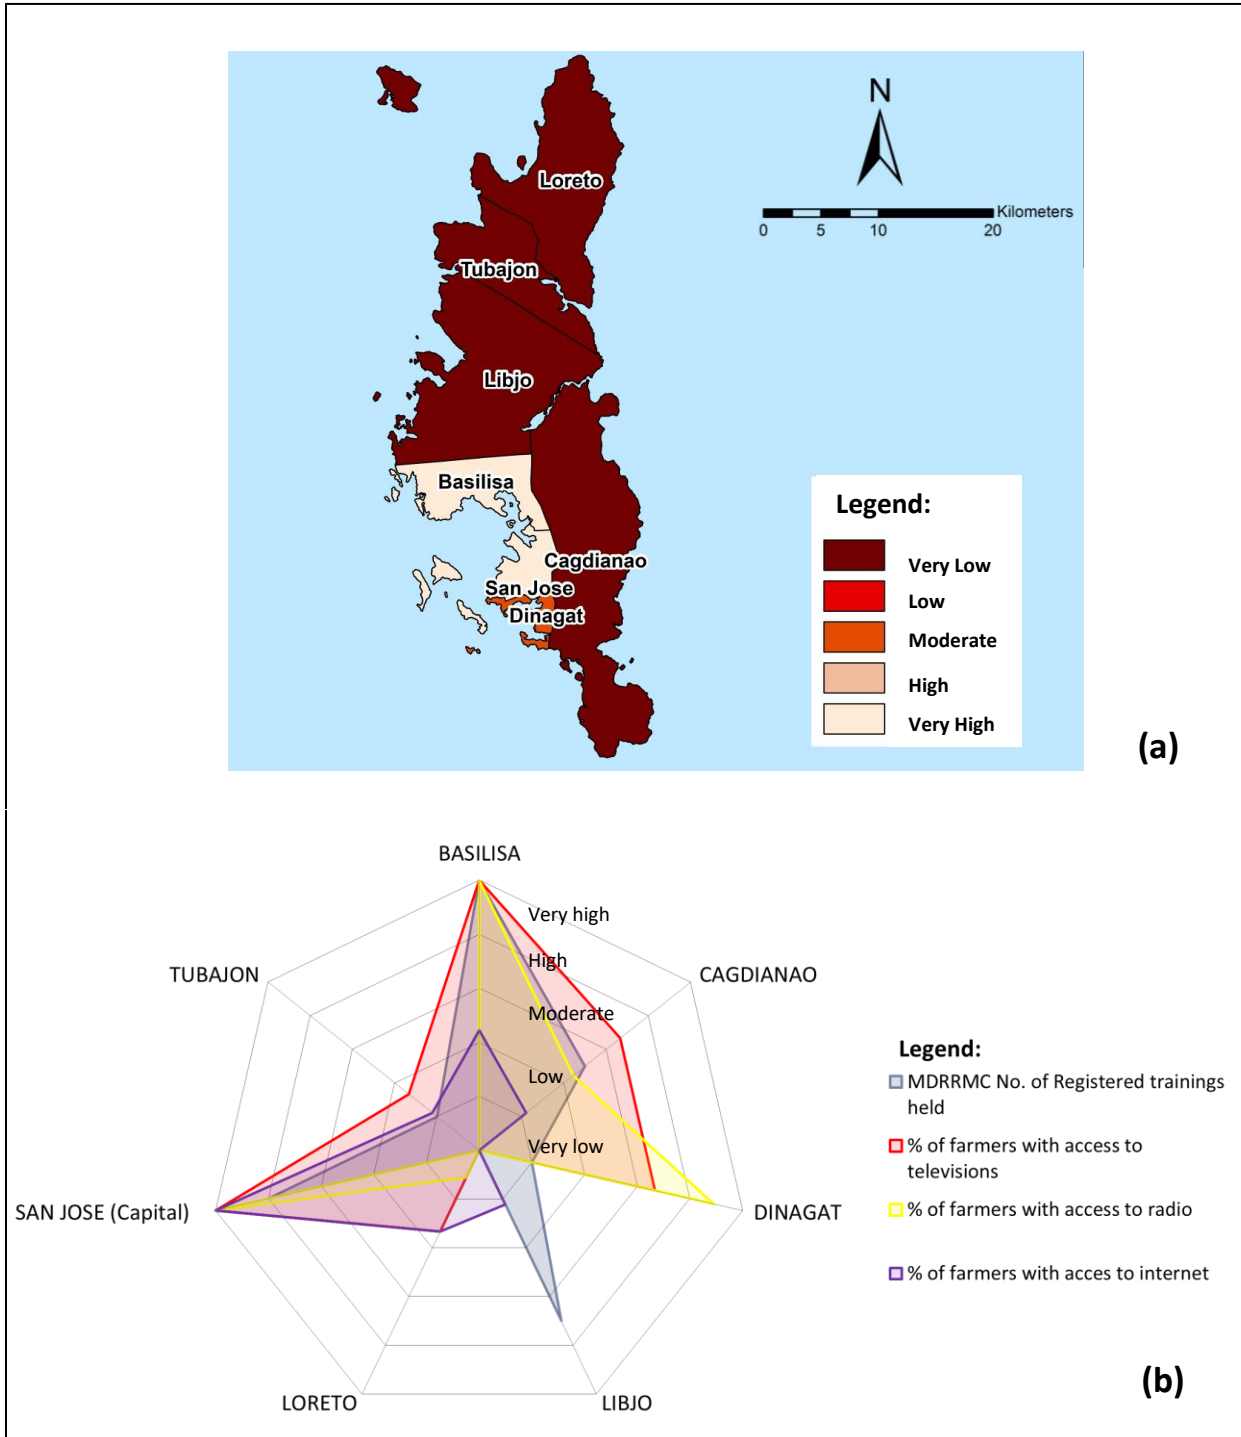 N
Kilometers
0 5 10 20
Loreto
Tubajon
Libjo
Basilisa
Cagdianao
San Jose
Dinagat
Legend:
Very Low
Low
Moderate
High
Very High
(a)
BASILISA
Very high
TUBAJON
High
CAGDIANAO
Moderate
Low
Very low
SAN JOSE (Capital)
DINAGAT
LORETO
LIBJO
Legend:
MDRRMC No. of Registered trainings
held
% of farmers with access to
televisions
% of farmers with access to radio
% of farmers with acces to internet
(b)